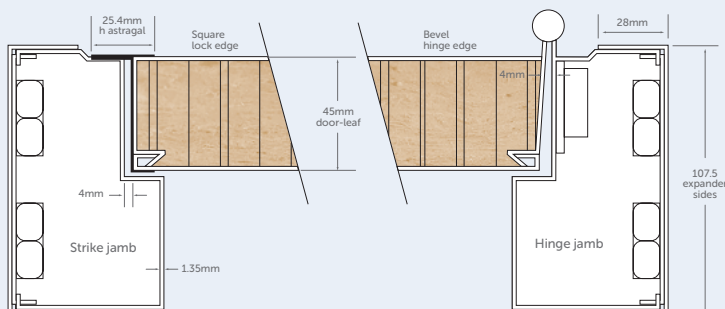 25.4mm
h astragal
Square
lock edge
Bevel
hinge edge
28mm
4mm
45mm
door-leaf
107.5
expander
sides
4mm
Strike jamb
Hinge jamb
1.35mm